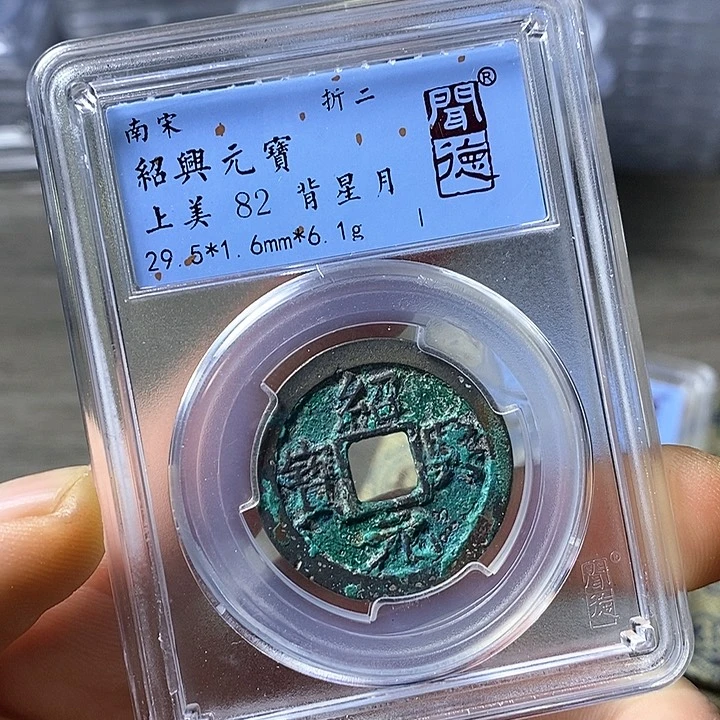 南宋 折二
紹興元寶
上美 82 背星月
29.5*1.6mm*6.1g
聞德®
紹興元寶
聞德